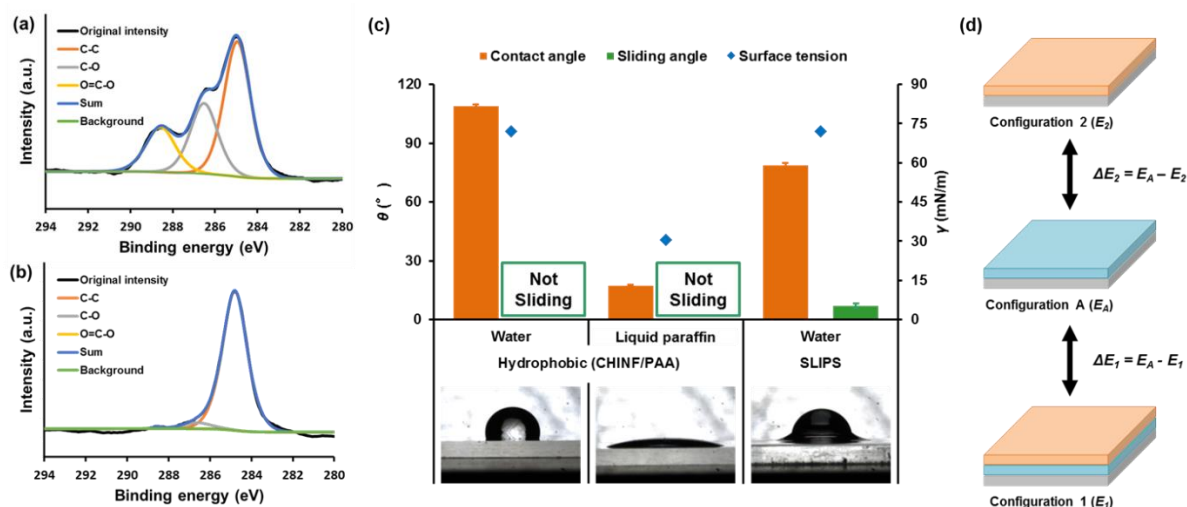 (a)
Original intensity
C-C
C-O
O=C-O
Sum
Background
Intensity (a.u.)
294 292 290 288 286 284 282 280
Binding energy (eV)
(b)
Original intensity
C-C
C-O
O=C-O
Sum
Background
Intensity (a.u.)
294 292 290 288 286 284 282 280
Binding energy (eV)
(c)
Contact angle Sliding angle Surface tension
120
90
60
30
0
θ (°)
90
75
60
45
30
15
0
γ (mN/m)
Not
Sliding
Not
Sliding
Water Liquid paraffin Water
Hydrophobic (CHINF/PAA) SLIPS
(d)
Configuration 2 (E2)
ΔE2 = EA – E2
Configuration A (EA)
ΔE1 = EA - E1
Configuration 1 (E1)